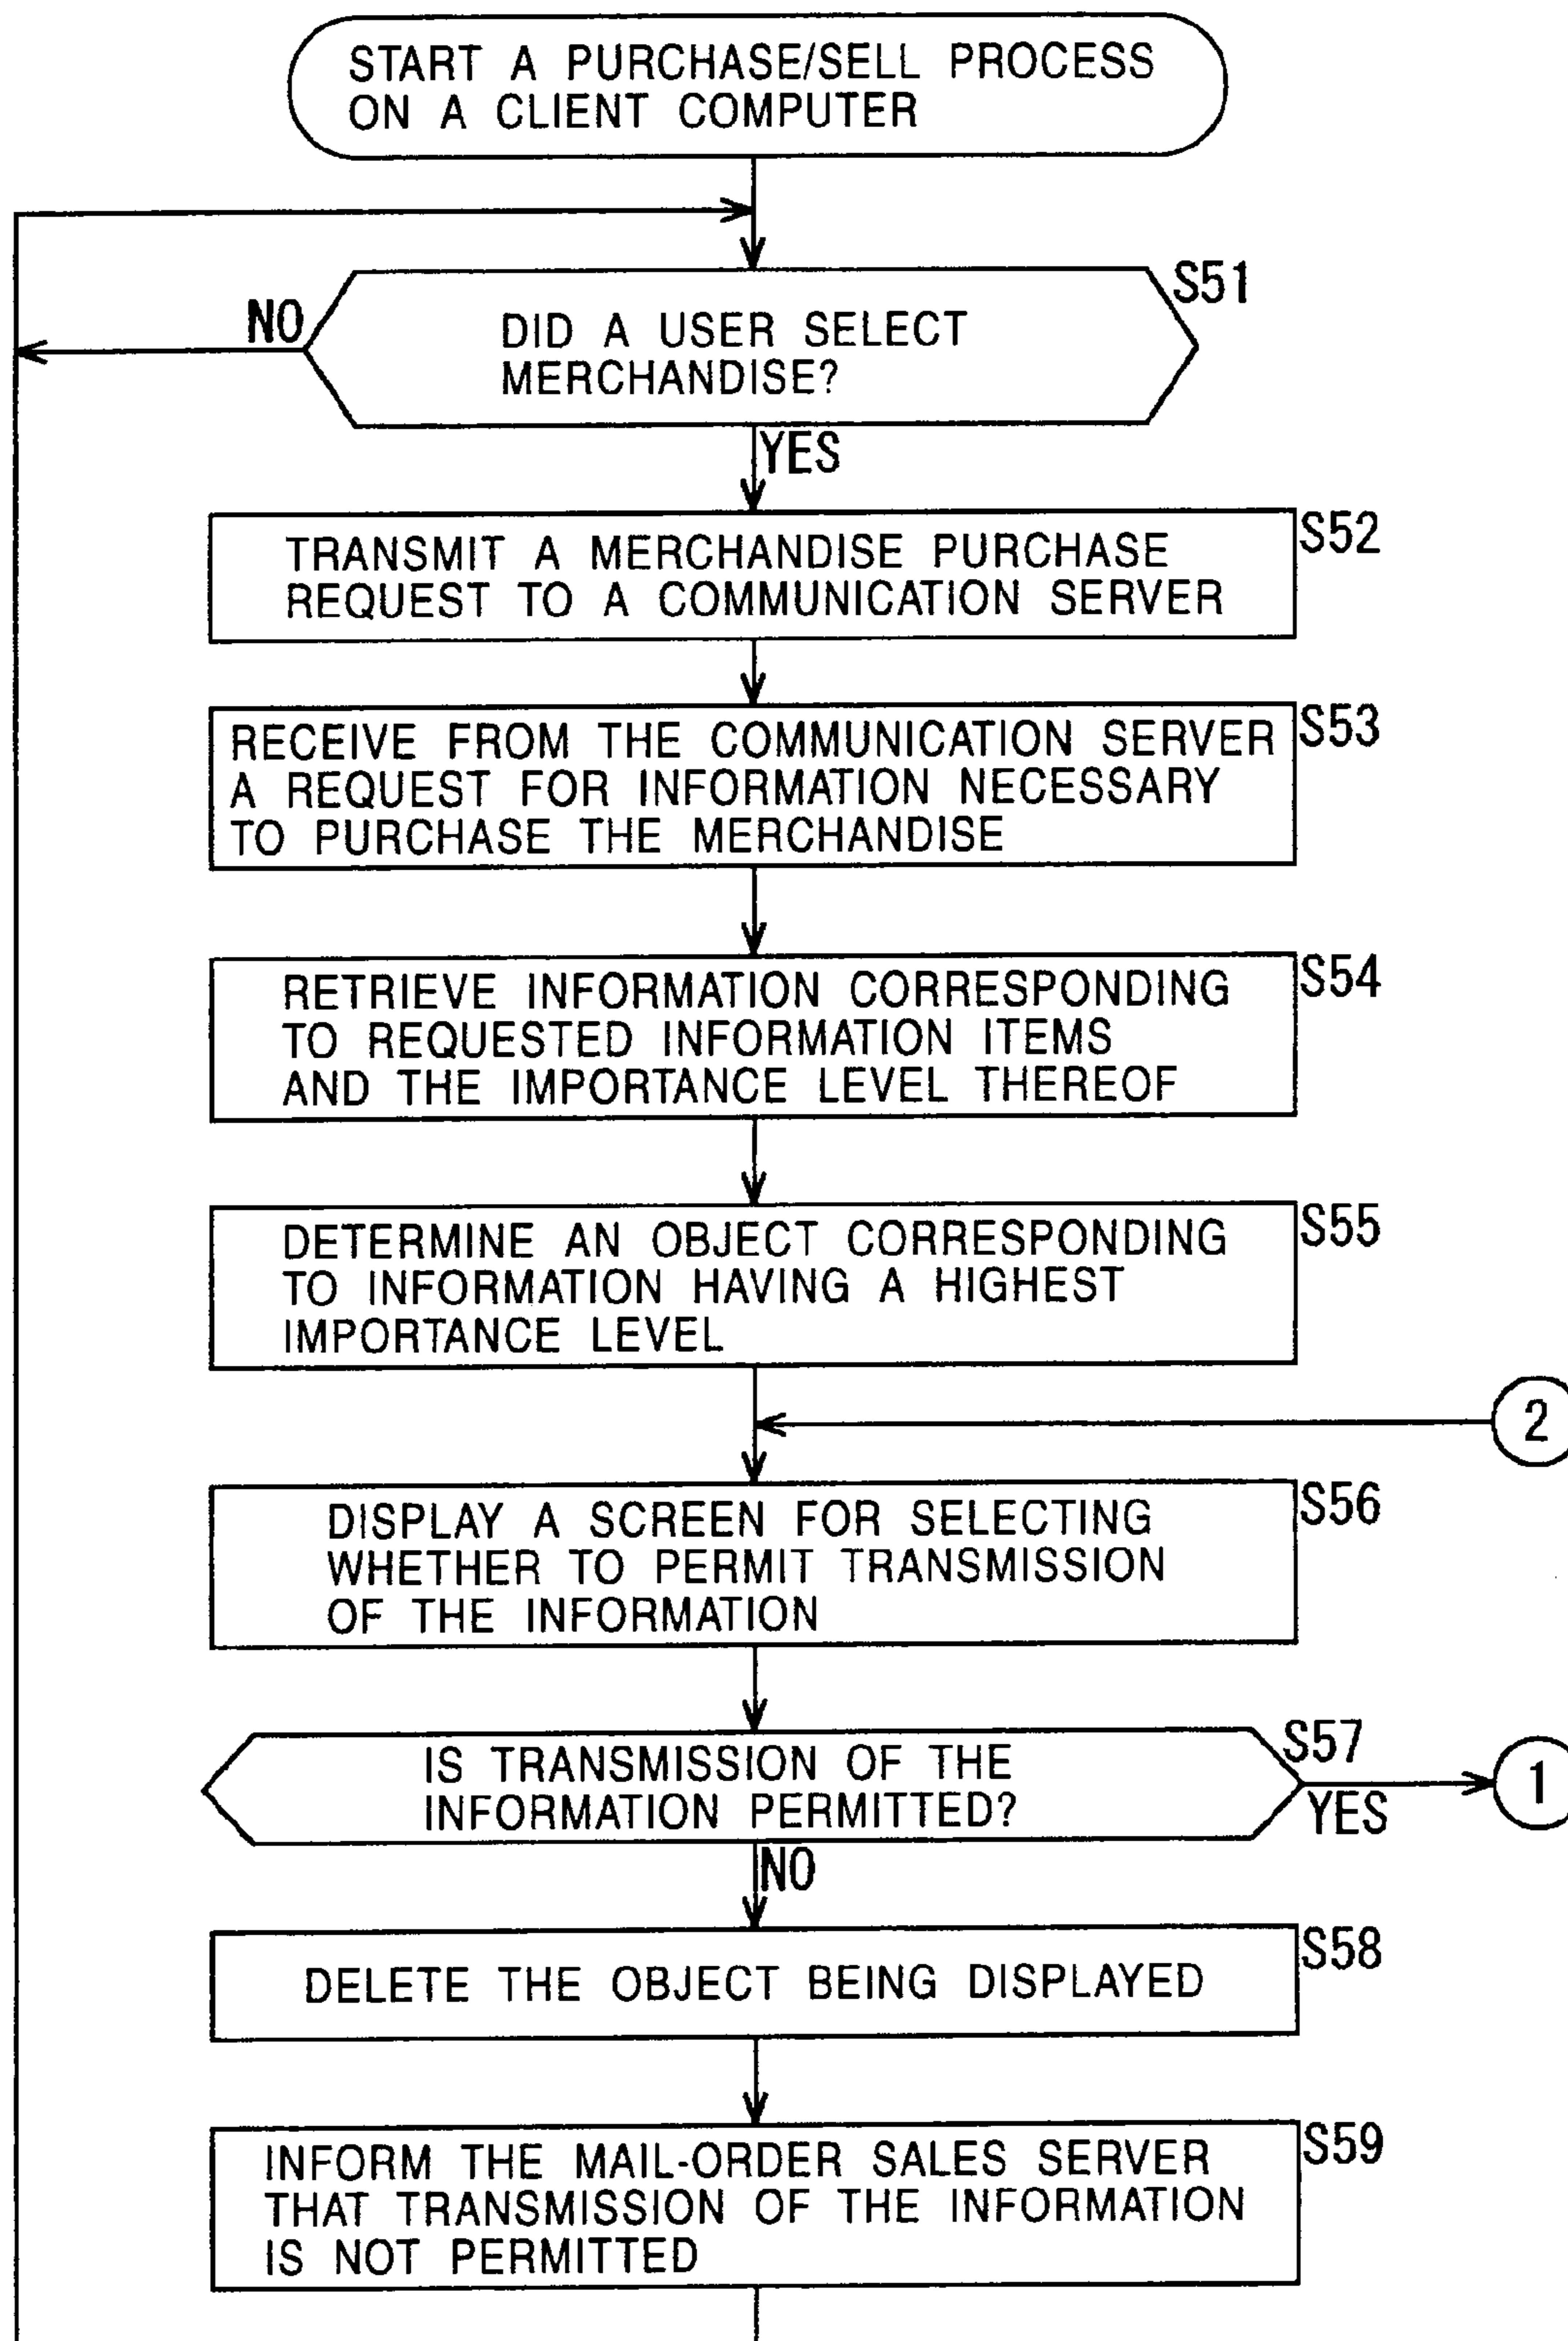 START A PURCHASE/SELL PROCESS
ON A CLIENT COMPUTER
S51
NO
DID A USER SELECT
MERCHANDISE?
YES
S52
TRANSMIT A MERCHANDISE PURCHASE
REQUEST TO A COMMUNICATION SERVER
S53
RECEIVE FROM THE COMMUNICATION SERVER
A REQUEST FOR INFORMATION NECESSARY
TO PURCHASE THE MERCHANDISE
S54
RETRIEVE INFORMATION CORRESPONDING
TO REQUESTED INFORMATION ITEMS
AND THE IMPORTANCE LEVEL THEREOF
S55
DETERMINE AN OBJECT CORRESPONDING
TO INFORMATION HAVING A HIGHEST
IMPORTANCE LEVEL
2
S56
DISPLAY A SCREEN FOR SELECTING
WHETHER TO PERMIT TRANSMISSION
OF THE INFORMATION
S57
IS TRANSMISSION OF THE
INFORMATION PERMITTED?
YES
1
NO
S58
DELETE THE OBJECT BEING DISPLAYED
S59
INFORM THE MAIL-ORDER SALES SERVER
THAT TRANSMISSION OF THE INFORMATION
IS NOT PERMITTED